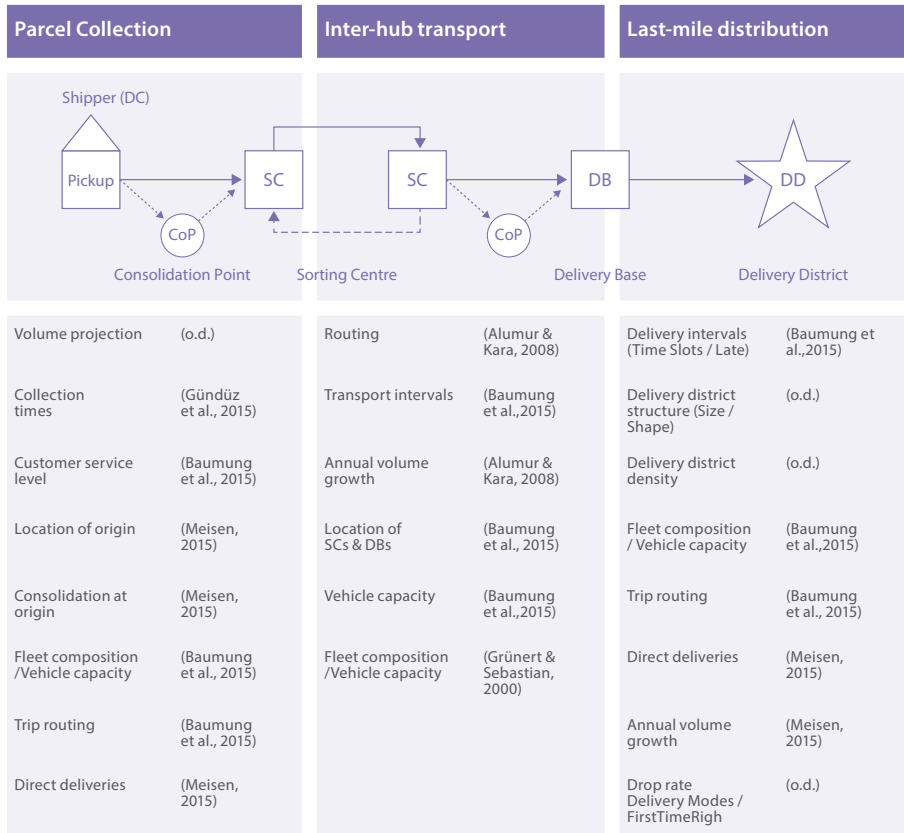 Parcel Collection
Inter-hub transport
Last-mile distribution
Shipper (DC)
Pickup
SC
SC
DB
DD
CoP
CoP
Consolidation Point
Sorting Centre
Delivery Base
Delivery District
Volume projection
(o.d.)
Collection
times
(Gündüz
et al., 2015)
Customer service
level
(Baumung
et al., 2015)
Location of origin
(Meisen,
2015)
Consolidation at
origin
(Meisen,
2015)
Fleet composition
/Vehicle capacity
(Baumung
et al., 2015)
Trip routing
(Baumung
et al., 2015)
Direct deliveries
(Meisen,
2015)
Routing
(Alumur &
Kara, 2008)
Transport intervals
(Baumung
et al.,2015)
Annual volume
growth
(Alumur &
Kara, 2008)
Location of
SCs & DBs
(Baumung
et al., 2015)
Vehicle capacity
(Baumung
et al.,2015)
Fleet composition
/Vehicle capacity
(Grünert &
Sebastian,
2000)
Delivery intervals
(Time Slots / Late)
(Baumung et
al.,2015)
Delivery district
structure (Size /
Shape)
(o.d.)
Delivery district
density
(o.d.)
Fleet composition
/ Vehicle capacity
(Baumung
et al.,2015)
Trip routing
(Baumung
et al., 2015)
Direct deliveries
(Meisen,
2015)
Annual volume
growth
(Meisen,
2015)
Drop rate
Delivery Modes /
FirstTimeRigh
(o.d.)